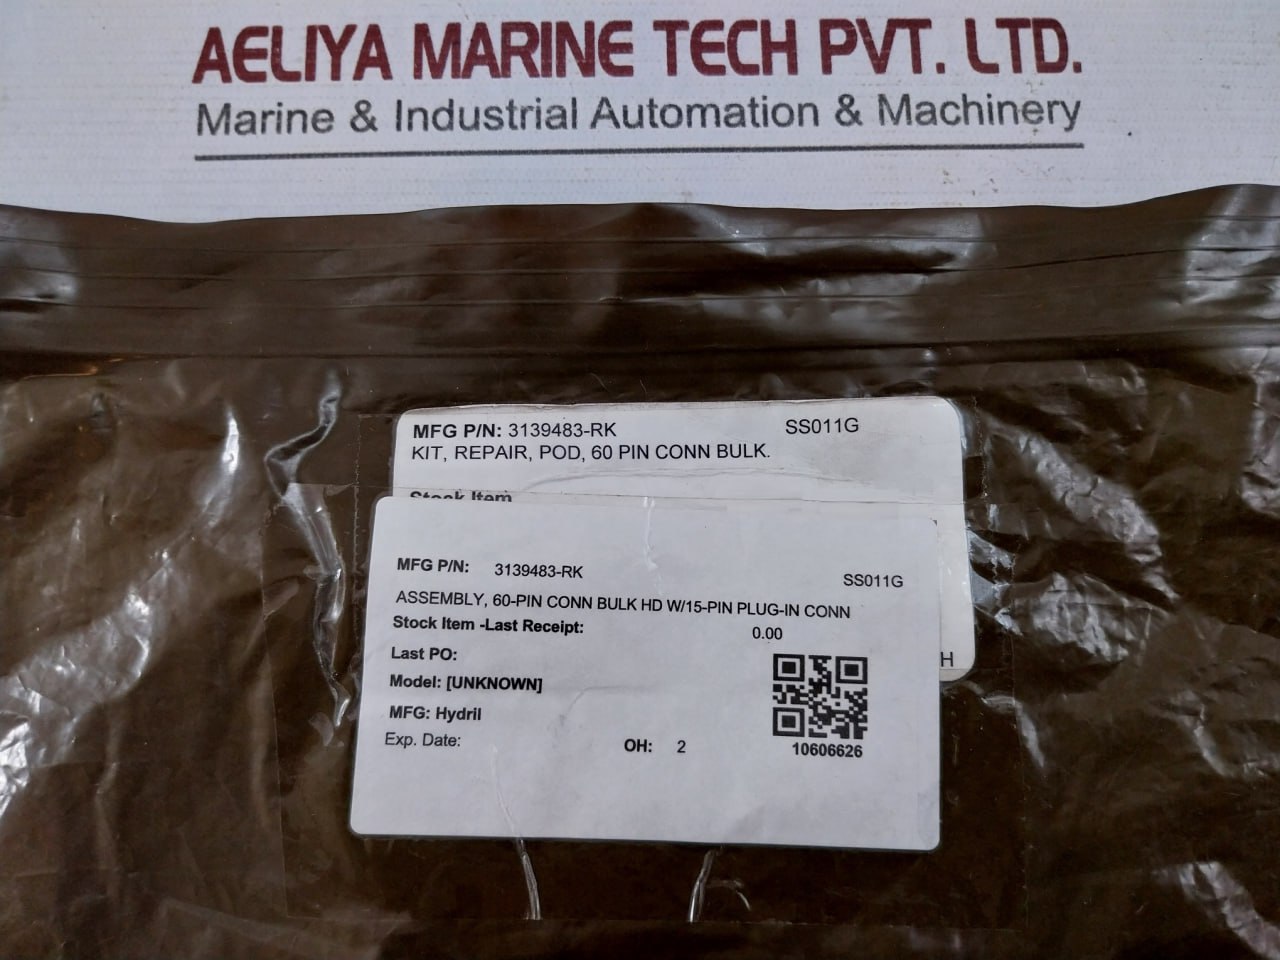 AELIYA MARINE TECH PVT. LTD.
Marine & Industrial Automation & Machinery
MFG P/N: 3139483-RK SS011G
KIT, REPAIR, POD, 60 PIN CONN BULK.
Stock Item
H
MFG P/N: 3139483-RK SS011G
ASSEMBLY, 60-PIN CONN BULK HD W/15-PIN PLUG-IN CONN
Stock Item -Last Receipt: 0.00
Last PO:
Model: [UNKNOWN]
MFG: Hydril
Exp. Date: OH: 2
10606626